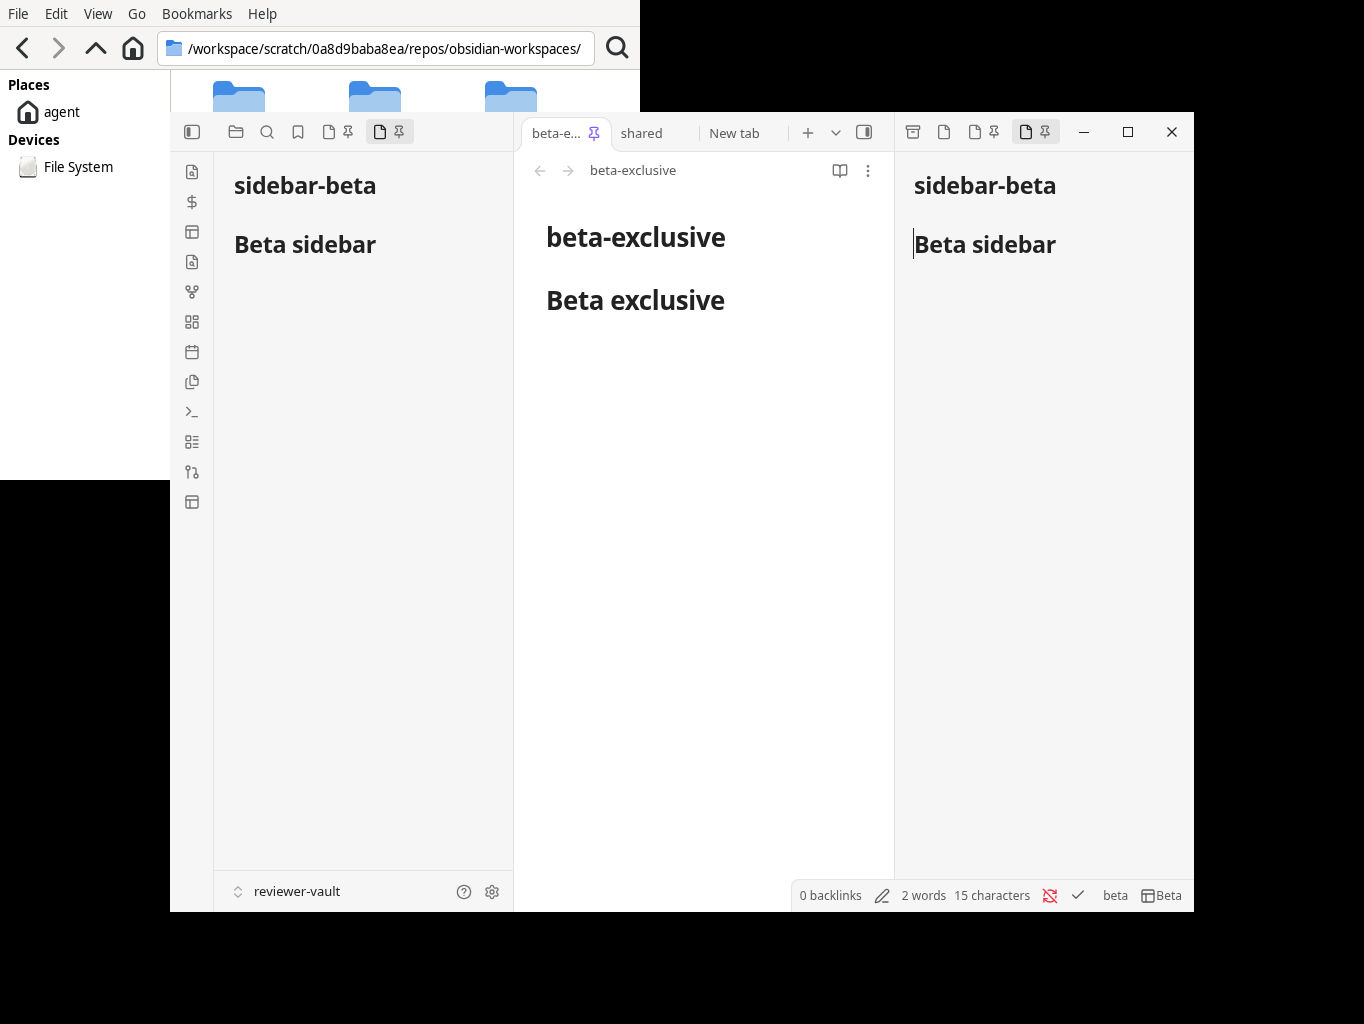 File Edit View Go Bookmarks Help
/workspace/scratch/0a8d9baba8ea/repos/obsidian-workspaces/
Places
agent
Devices
File System
beta-e...
shared
New tab
beta-exclusive
sidebar-beta
Beta sidebar
beta-exclusive
Beta exclusive
sidebar-beta
Beta sidebar
reviewer-vault
0 backlinks 2 words 15 characters beta Beta